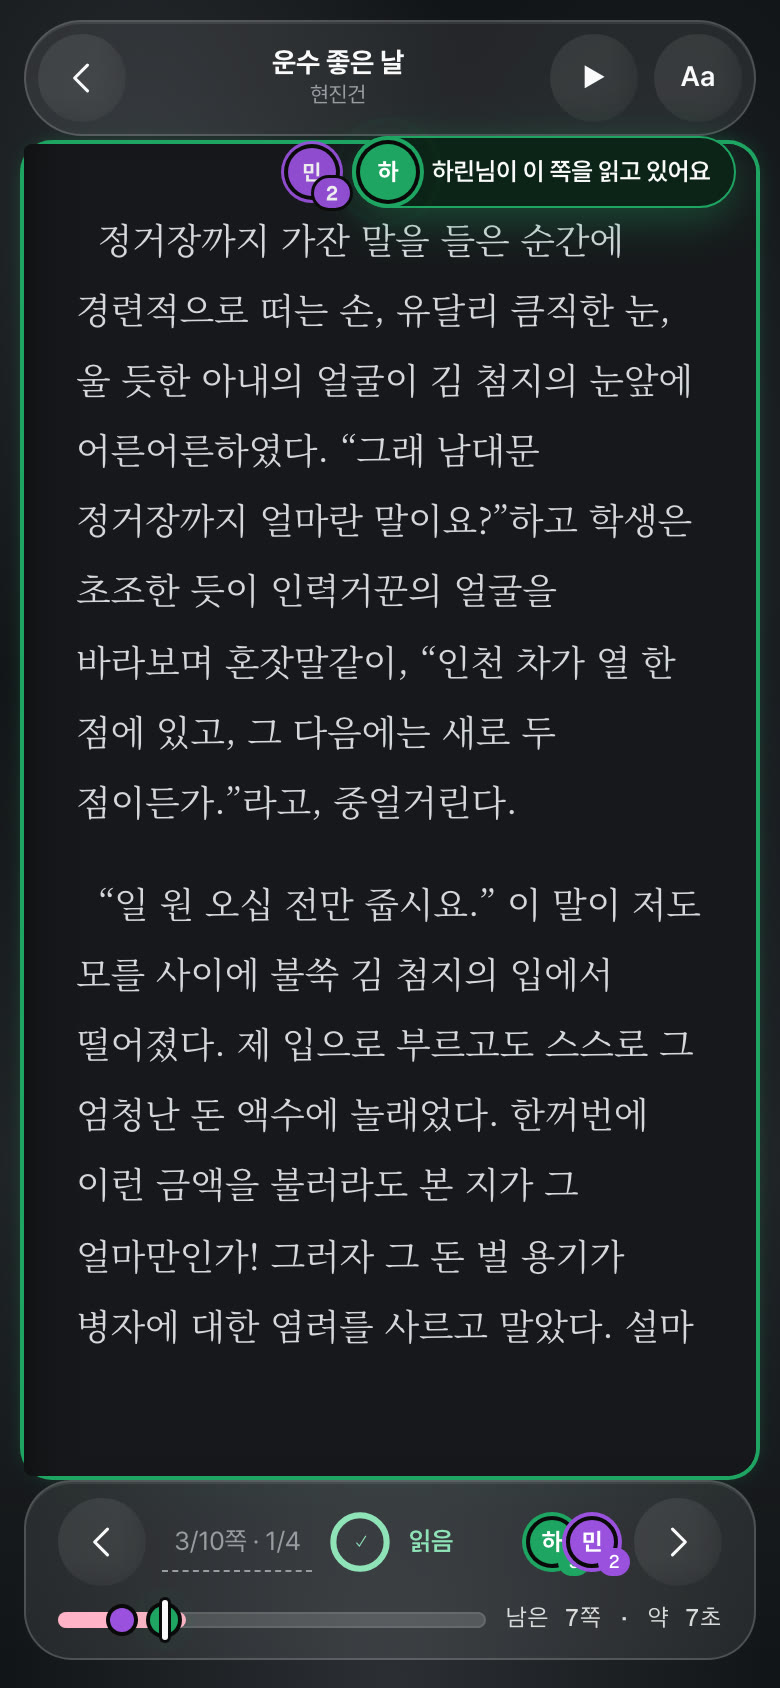 운수 좋은 날
현진건
Aa
민
2
하
하린님이 이 쪽을 읽고 있어요
정거장까지 가잔 말을 들은 순간에
경련적으로 떠는 손, 유달리 큼직한 눈,
울 듯한 아내의 얼굴이 김 첨지의 눈앞에
어른어른하였다. “그래 남대문
정거장까지 얼마란 말이요?”하고 학생은
초조한 듯이 인력거꾼의 얼굴을
바라보며 혼잣말같이, “인천 차가 열 한
점에 있고, 그 다음에는 새로 두
점이든가.”라고, 중얼거린다.
“일 원 오십 전만 줍시요.” 이 말이 저도
모를 사이에 불쑥 김 첨지의 입에서
떨어졌다. 제 입으로 부르고도 스스로 그
엄청난 돈 액수에 놀래었다. 한꺼번에
이런 금액을 불러라도 본 지가 그
얼마만인가! 그러자 그 돈 벌 용기가
병자에 대한 염려를 사르고 말았다. 설마
3/10쪽 · 1/4
✓ 읽음
하
민
2
남은 7쪽 · 약 7초